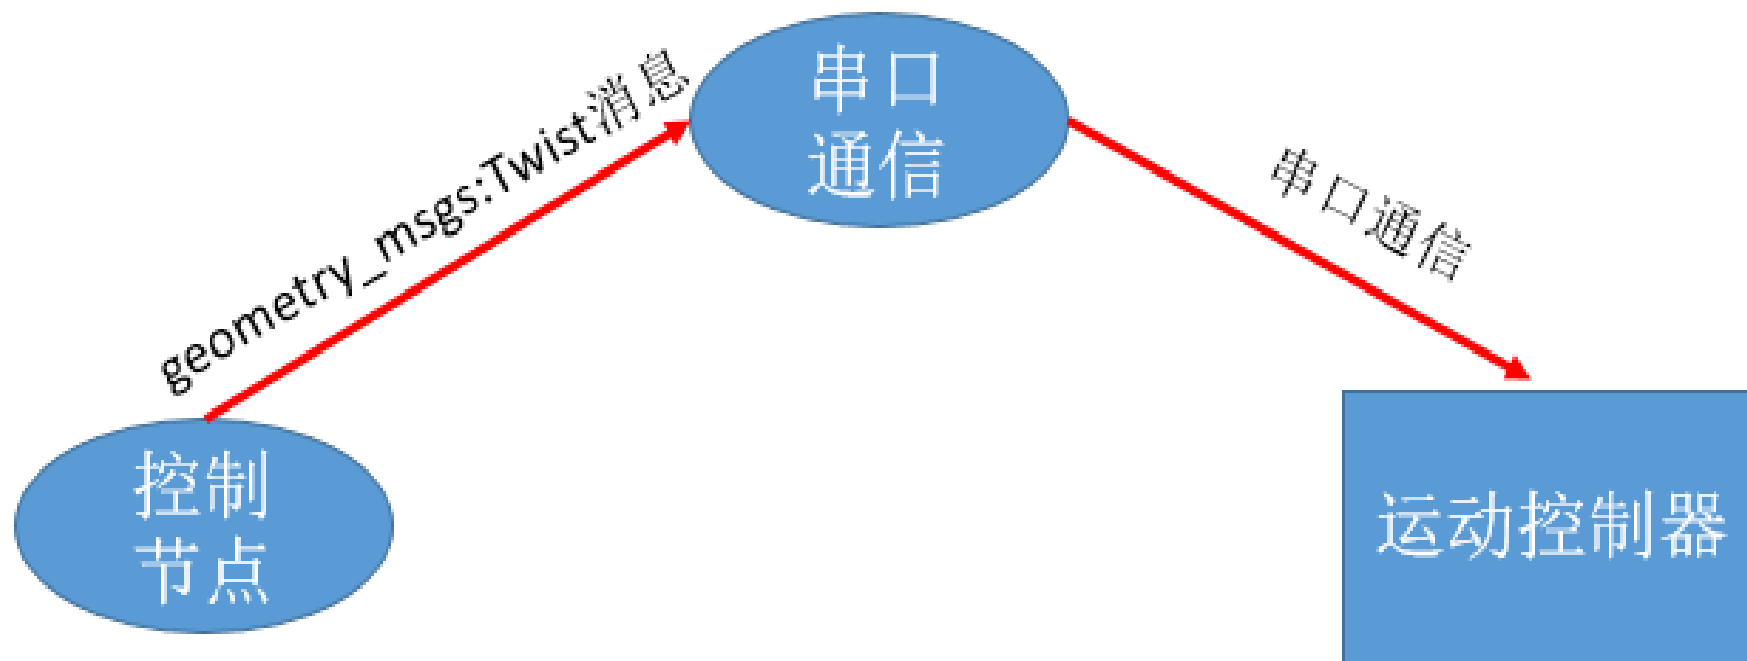 串口
通信
geometry_msgs:Twist消息
串口通信
控制
节点
运动控制器